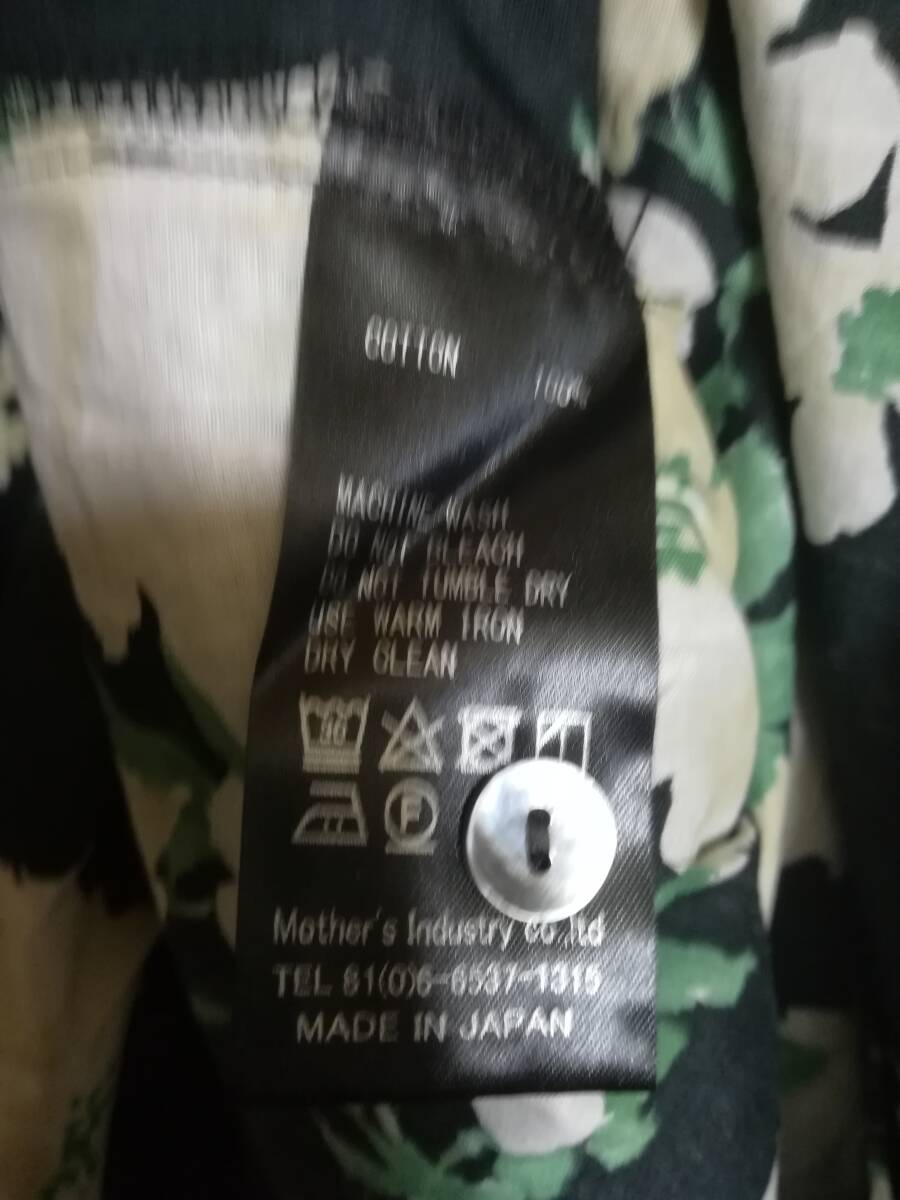 COTTON
100%
MACHINE WASH
DO NOT BLEACH
DO NOT TUMBLE DRY
USE WARM IRON
DRY CLEAN
30
F
Mother's Industry co.,ltd
TEL 81(0)6-6537-1315
MADE IN JAPAN